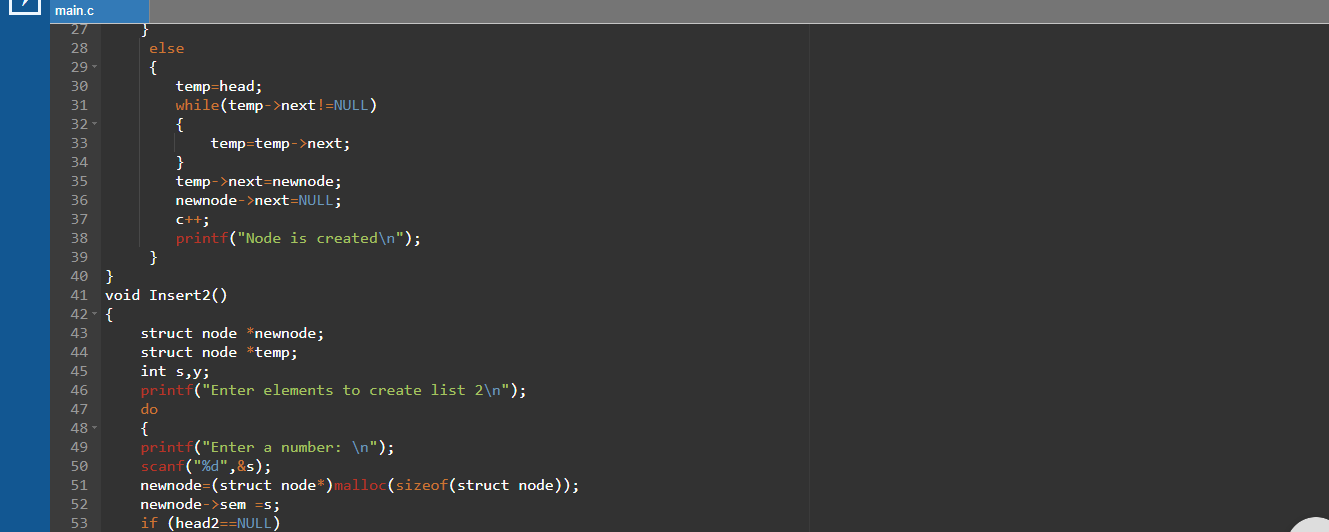 main.c
27 }
28 else
29 {
30 temp=head;
31 while(temp->next!=NULL)
32 {
33 temp=temp->next;
34 }
35 temp->next=newnode;
36 newnode->next=NULL;
37 c++;
38 printf("Node is created\n");
39 }
40 }
41 void Insert2()
42 {
43 struct node *newnode;
44 struct node *temp;
45 int s,y;
46 printf("Enter elements to create list 2\n");
47 do
48 {
49 printf("Enter a number: \n");
50 scanf("%d",&s);
51 newnode=(struct node*)malloc(sizeof(struct node));
52 newnode->sem =s;
53 if (head2==NULL)